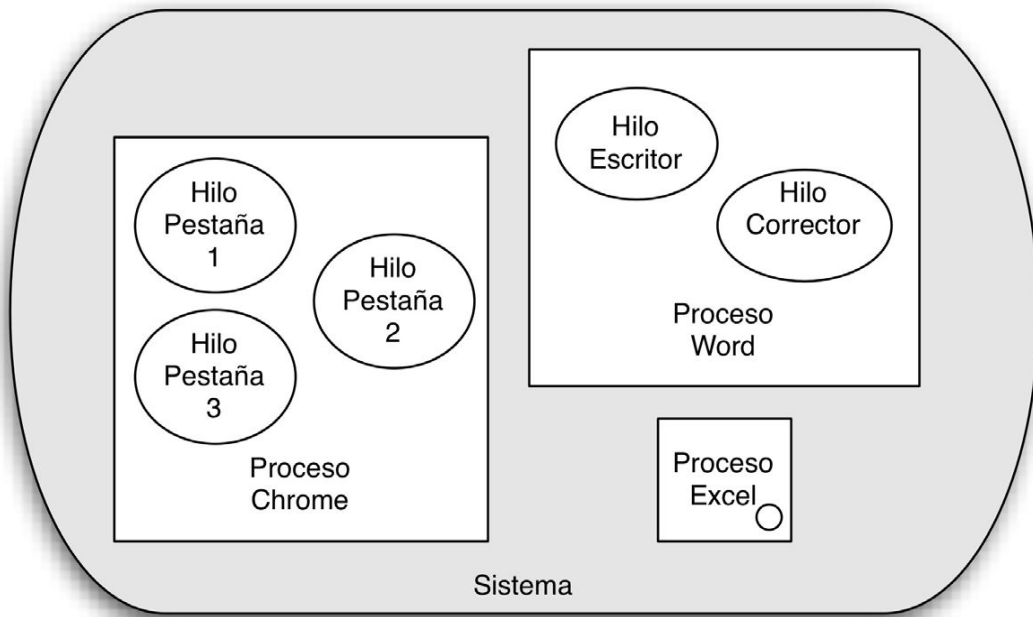 Hilo
Pestaña
1
Hilo
Pestaña
2
Hilo
Pestaña
3
Proceso
Chrome
Hilo
Escritor
Hilo
Corrector
Proceso
Word
Proceso
Excel
Sistema